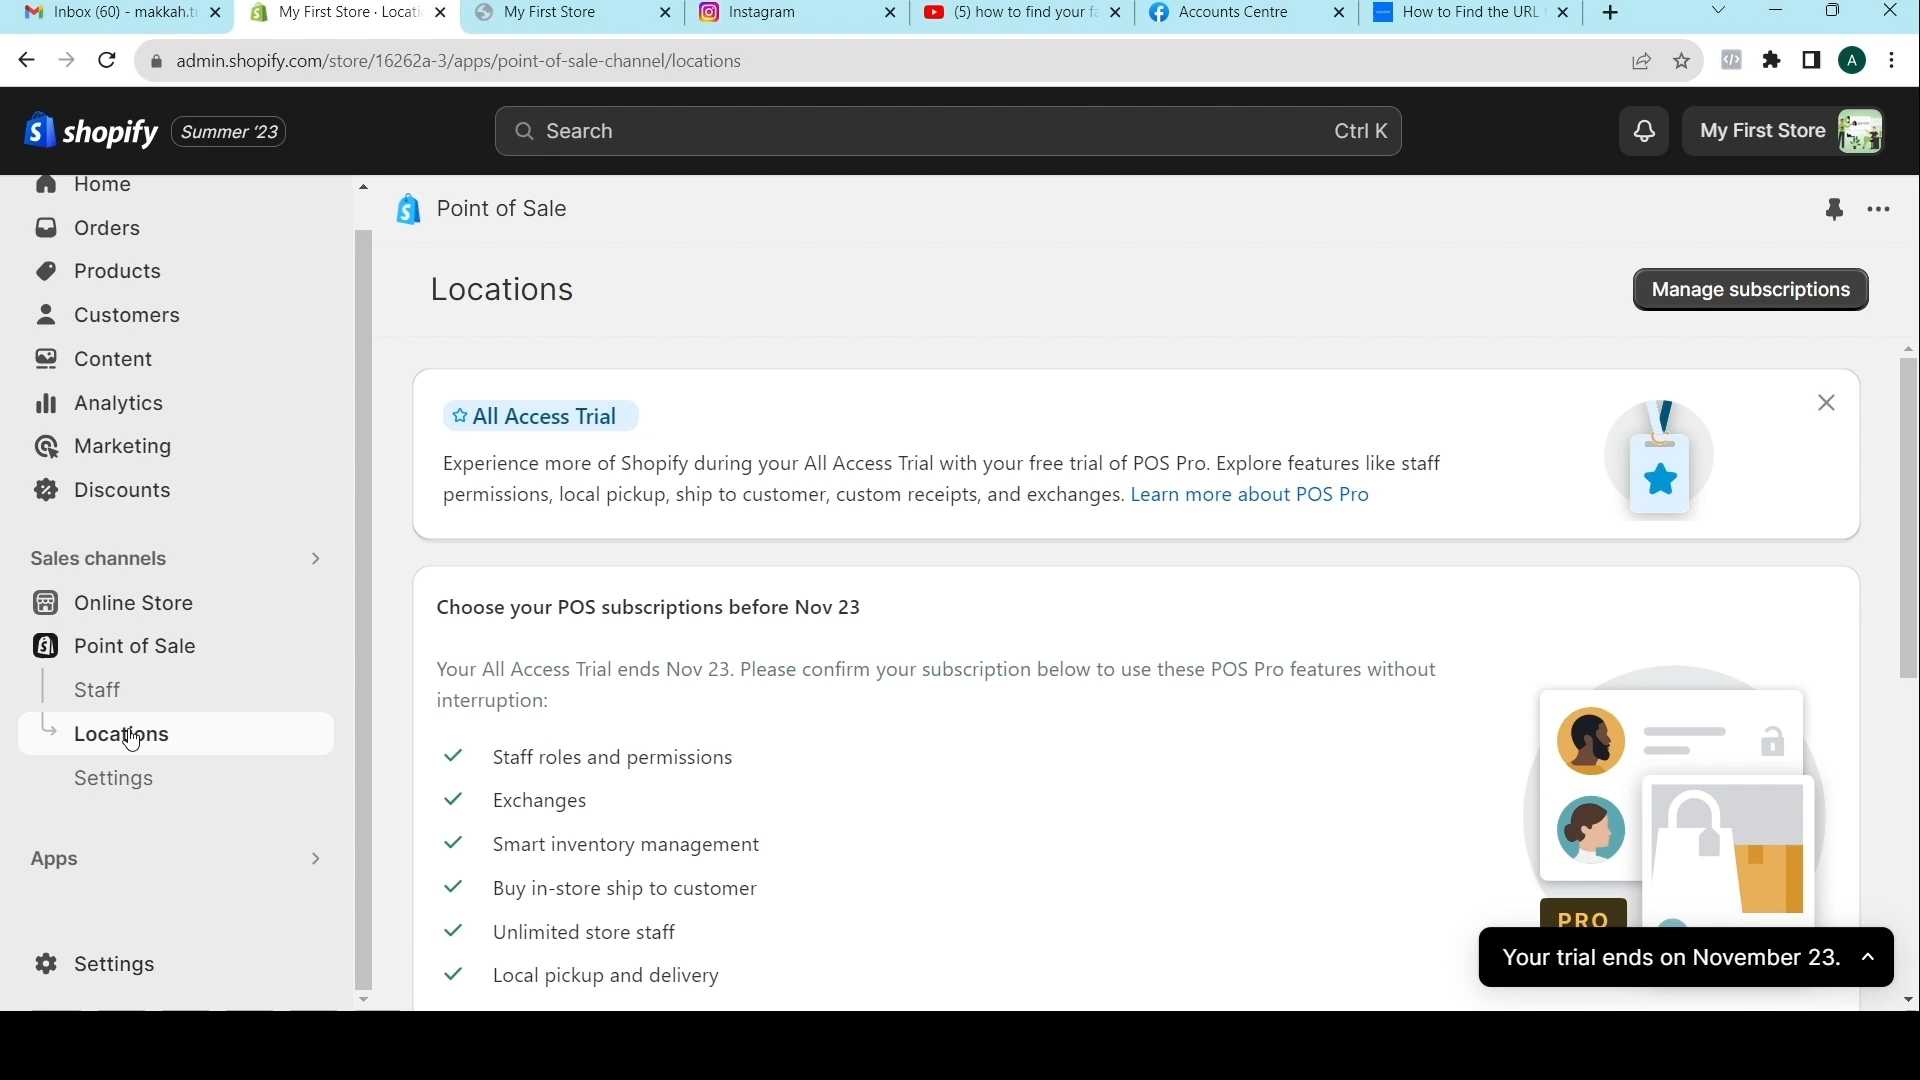 Inbox (60) - makkah.tr
My First Store · Locati
My First Store
Instagram
(5) how to find your fa
Accounts Centre
How to Find the URL
admin.shopify.com/store/16262a-3/apps/point-of-sale-channel/locations
A
shopify
Summer '23
Search
Ctrl K
My First Store
Home
Orders
Products
Customers
Content
Analytics
Marketing
Discounts
Sales channels
Online Store
Point of Sale
Staff
Locations
Settings
Apps
Settings
Point of Sale
Locations
Manage subscriptions
All Access Trial
Experience more of Shopify during your All Access Trial with your free trial of POS Pro. Explore features like staff
permissions, local pickup, ship to customer, custom receipts, and exchanges. Learn more about POS Pro
Choose your POS subscriptions before Nov 23
Your All Access Trial ends Nov 23. Please confirm your subscription below to use these POS Pro features without
interruption:
Staff roles and permissions
Exchanges
Smart inventory management
Buy in-store ship to customer
Unlimited store staff
Local pickup and delivery
PRO
Your trial ends on November 23.